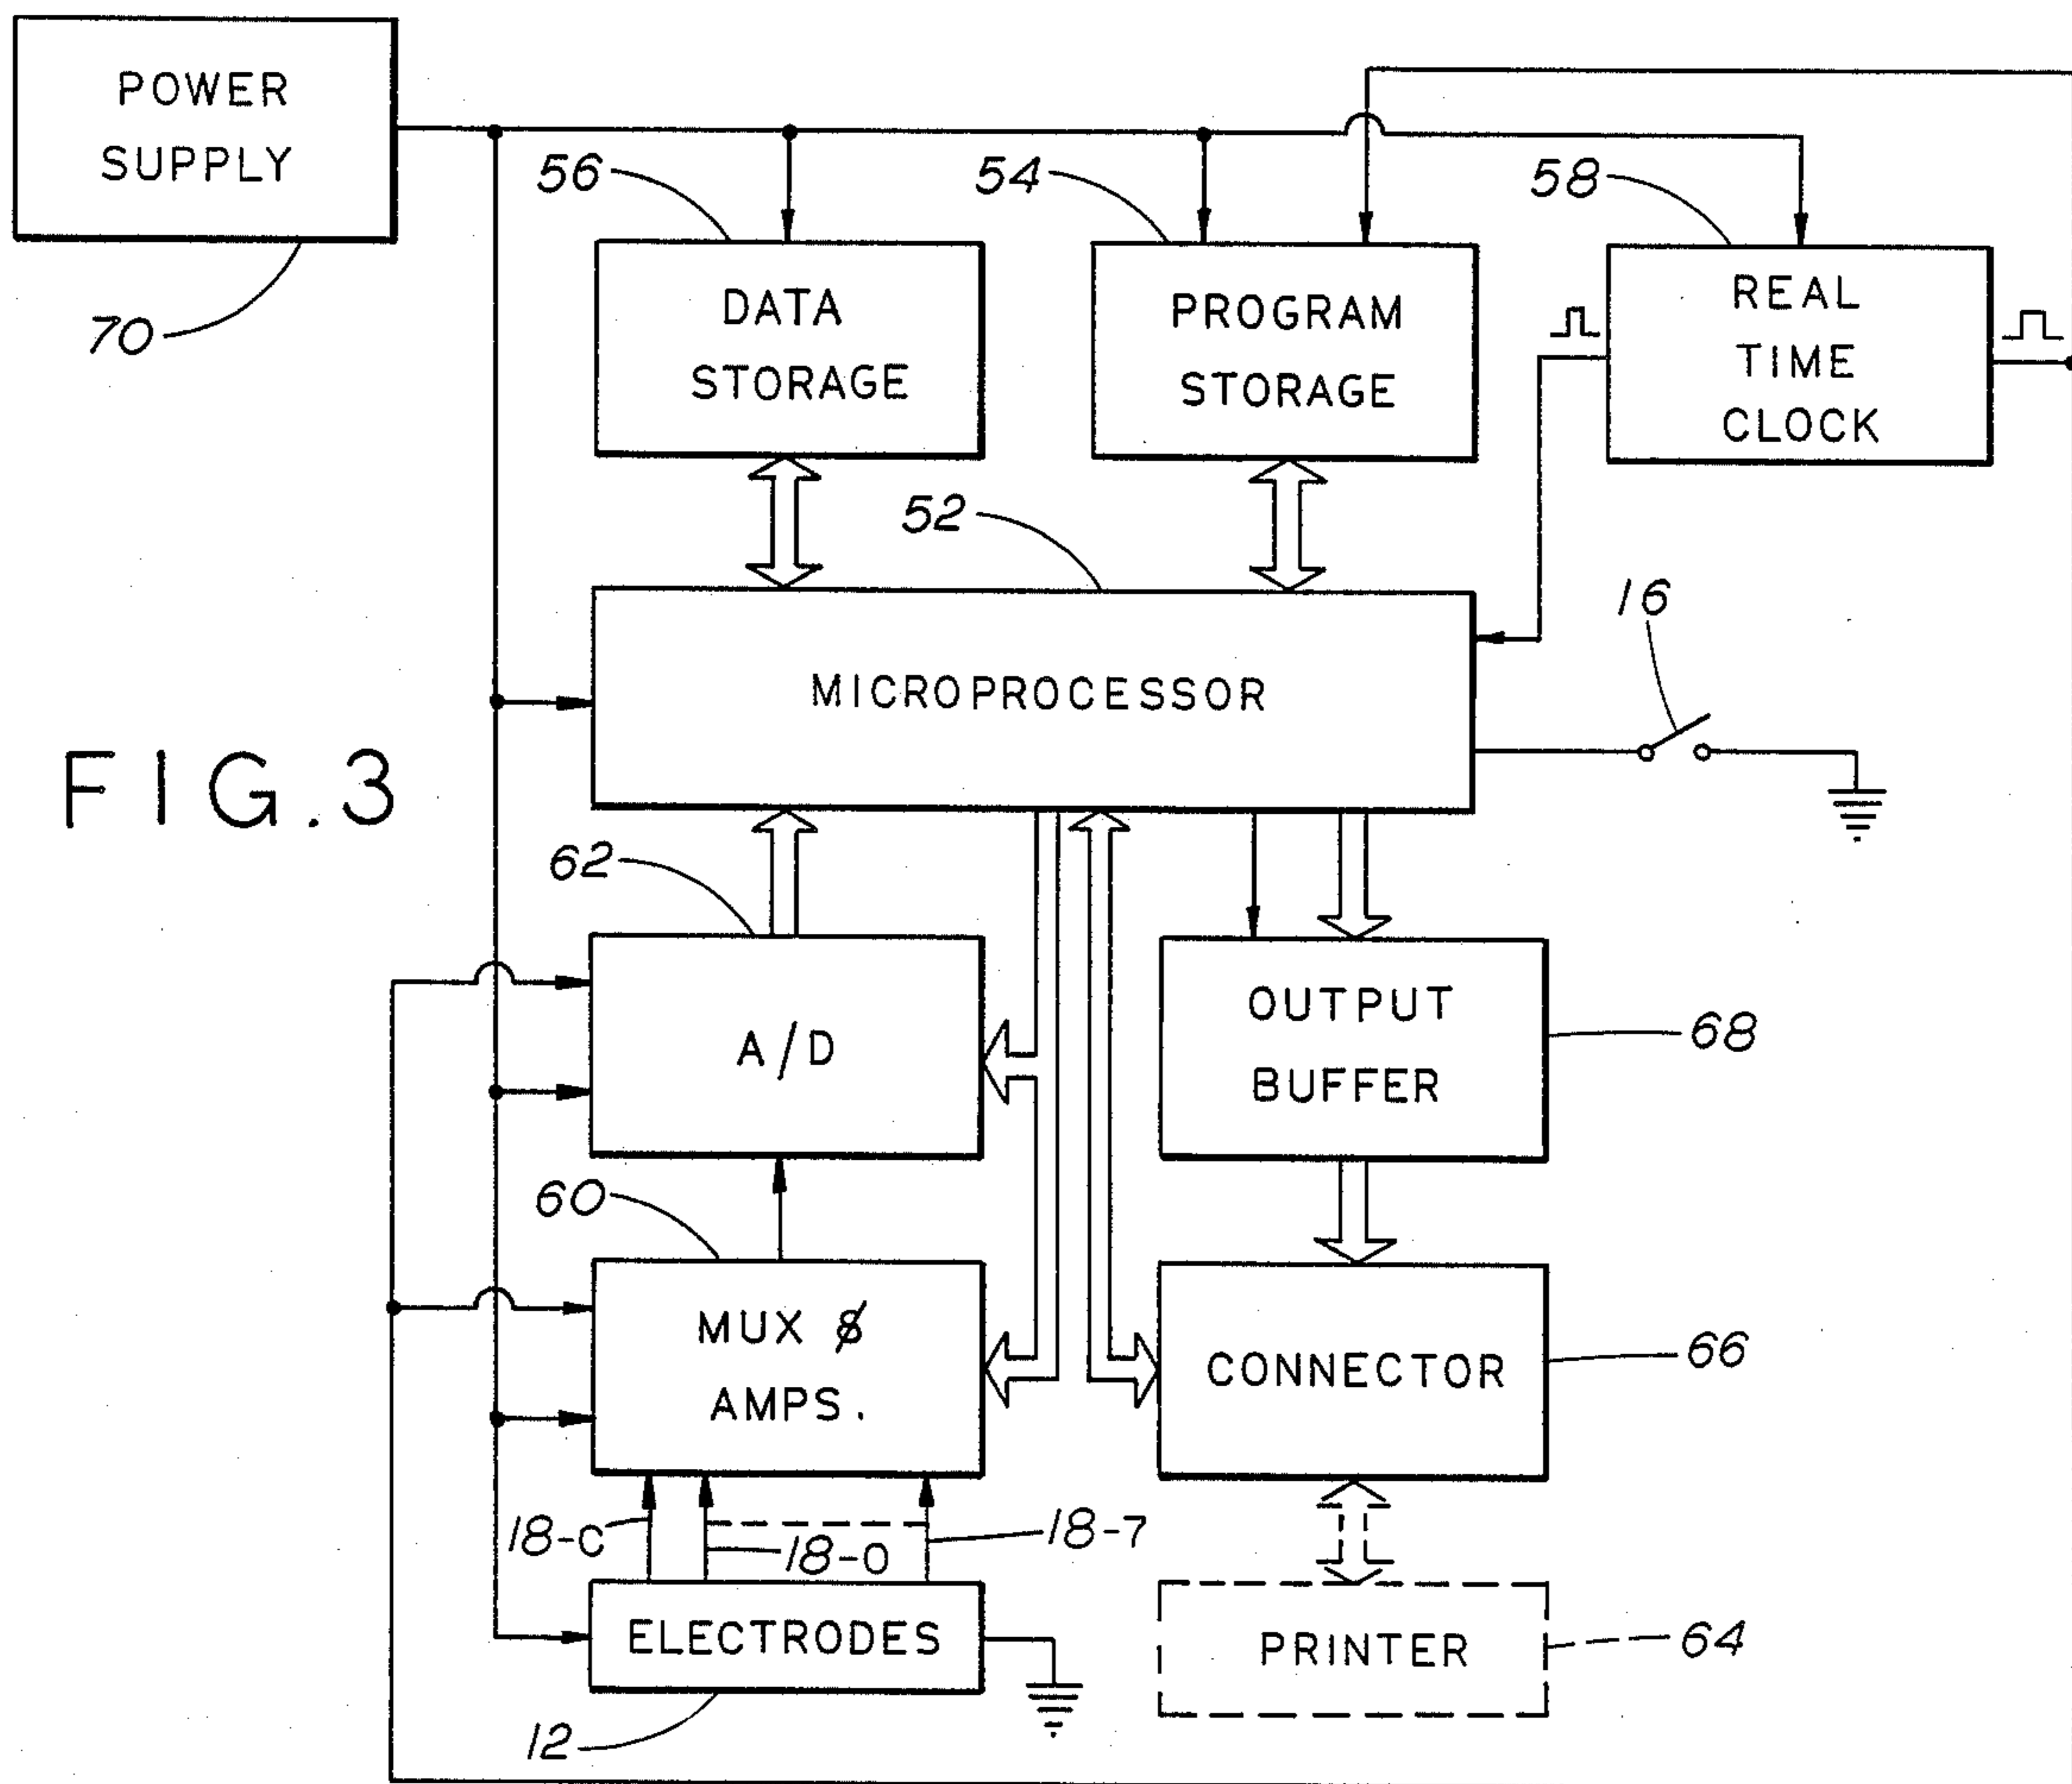 POWER
SUPPLY
70
56
54
58
DATA
STORAGE
PROGRAM
STORAGE
REAL
TIME
CLOCK
52
16
MICROPROCESSOR
FIG.3
62
A/D
OUTPUT
BUFFER
68
60
MUX &
AMPS.
CONNECTOR
66
18-C
18-0
18-7
ELECTRODES
PRINTER
64
12